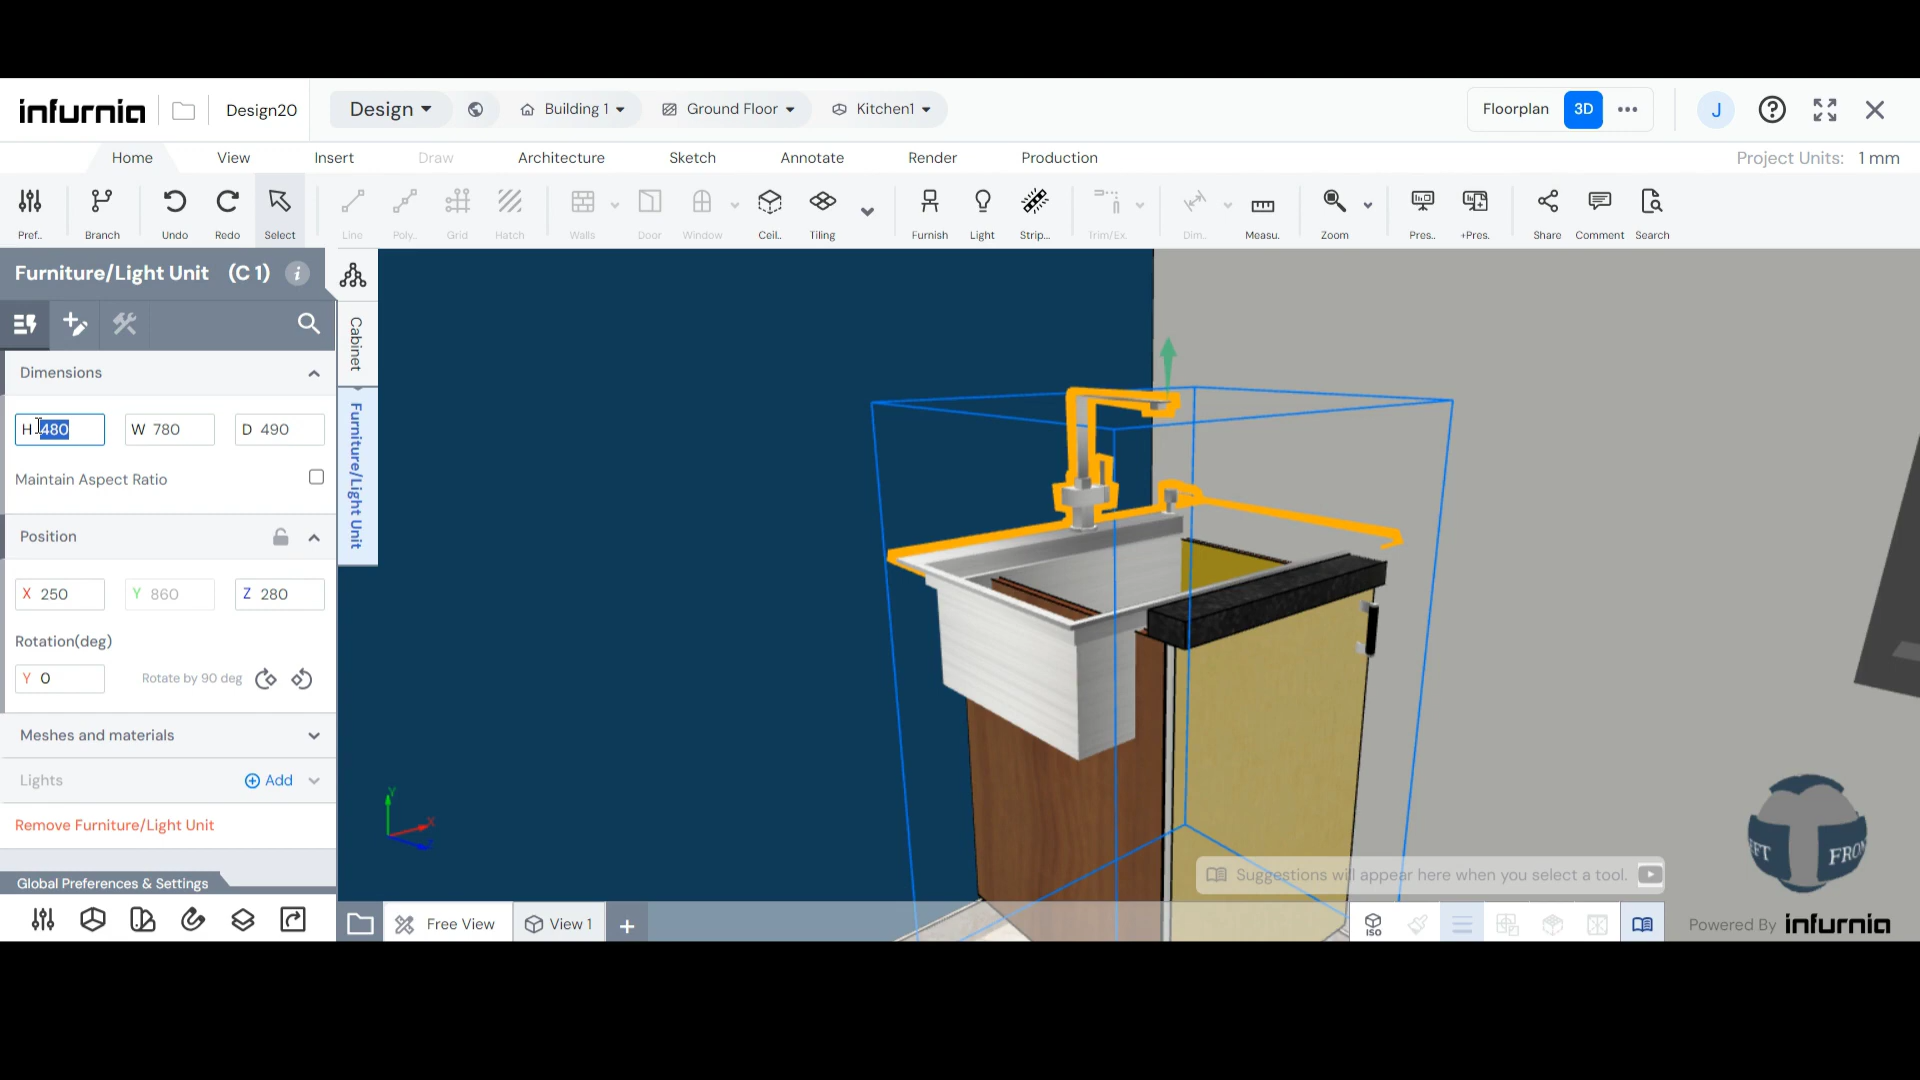 infurnia
Design20
Design
Building 1
Ground Floor
Kitchen1
Floorplan
3D
J
Home
View
Insert
Draw
Architecture
Sketch
Annotate
Render
Production
Project Units: 1 mm
Pref..
Branch
Undo
Redo
Select
Line
Poly..
Grid
Hatch
Walls
Door
Window
Ceil..
Tiling
Furnish
Light
Strip...
Trim/Ex.
Dim..
Measu.
Zoom
Pres..
+Pres.
Share
Comment
Search
Furniture/Light Unit (C 1)
Cabinet
Furniture/Light Unit
Dimensions
H 480
W 780
D 490
Maintain Aspect Ratio
Position
X 250
Y 860
Z 280
Rotation(deg)
Y 0
Rotate by 90 deg
Meshes and materials
Lights
Add
Remove Furniture/Light Unit
Global Preferences & Settings
Y
X
Suggestions will appear here when you select a tool.
FRON
Free View
View 1
+
ISO
Powered By infurnia